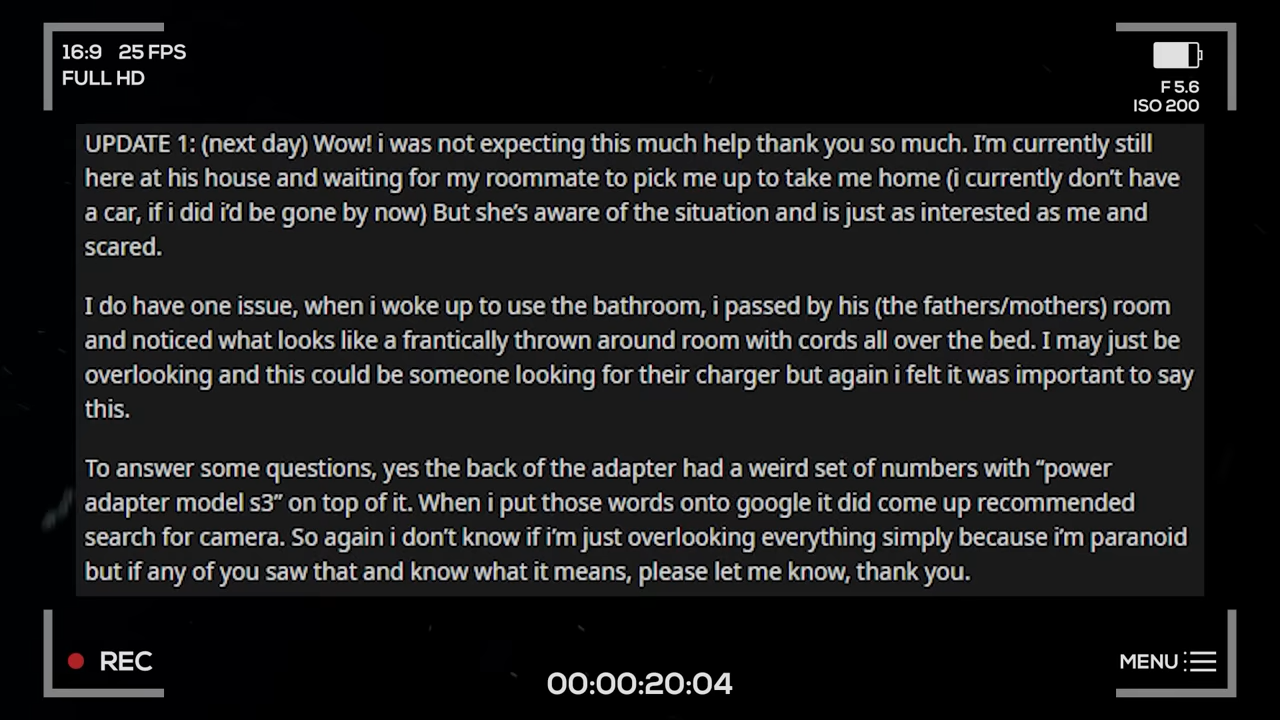 16:9 25 FPS
FULL HD
F 5.6
ISO 200
UPDATE 1: (next day) Wow! i was not expecting this much help thank you so much. I'm currently still
here at his house and waiting for my roommate to pick me up to take me home (i currently don't have
a car, if i did i'd be gone by now) But she's aware of the situation and is just as interested as me and
scared.
I do have one issue, when i woke up to use the bathroom, i passed by his (the fathers/mothers) room
and noticed what looks like a frantically thrown around room with cords all over the bed. I may just be
overlooking and this could be someone looking for their charger but again i felt it was important to say
this.
To answer some questions, yes the back of the adapter had a weird set of numbers with “power
adapter model s3” on top of it. When i put those words onto google it did come up recommended
search for camera. So again i don't know if i'm just overlooking everything simply because i'm paranoid
but if any of you saw that and know what it means, please let me know, thank you.
REC
00:00:20:04
MENU